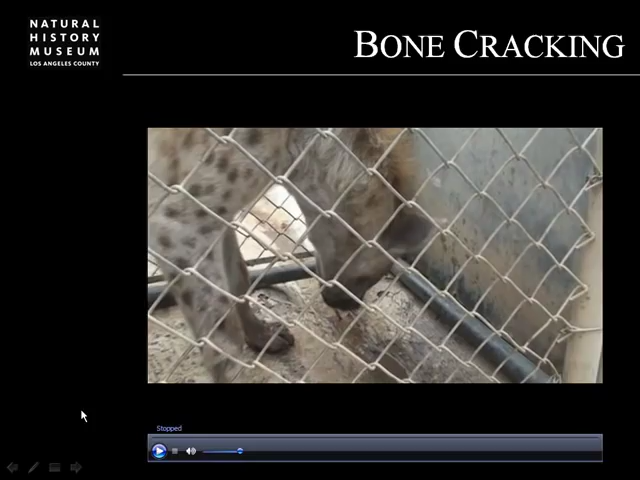 NATURAL
HISTORY
MUSEUM
LOS ANGELES COUNTY
BONE CRACKING
Stopped